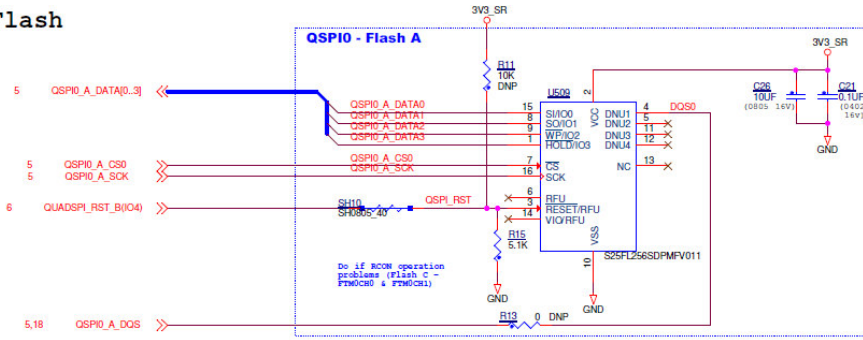 Flash
3V3_SR
QSPI0 - Flash A
3V3_SR
R11
10K
DNP
C26
10UF
(0805 16V)
C21
0.1UF
(0402
16V)
GND
5 QSPI0_A_DATA[0..3]
U509
QSPI0_A_DATA0 15 SI/IO0
QSPI0_A_DATA1 8 SO/IO1
QSPI0_A_DATA2 9 WP/IO2
QSPI0_A_DATA3 1 HOLD/IO3
2 VCC
DNU1 4 DQS0
DNU2 5
DNU3 11
DNU4 12
5 QSPI0_A_CS0 QSPI0_A_CS0 7 CS
5 QSPI0_A_SCK QSPI0_A_SCK 16 SCK
NC 13
6 RFU
6 QUADSPI_RST_B(IO4) SH10 QSPI_RST 3 RESET/RFU
SH0805_40
14 VIO/RFU
VSS
10
R15
5.1K
S25FL256SDPMFV011
Do if RCON operation
problems (Flash C -
FTM0CH0 & FTM0CH1)
GND
GND
5,18 QSPI0_A_DQS R13 0 DNP